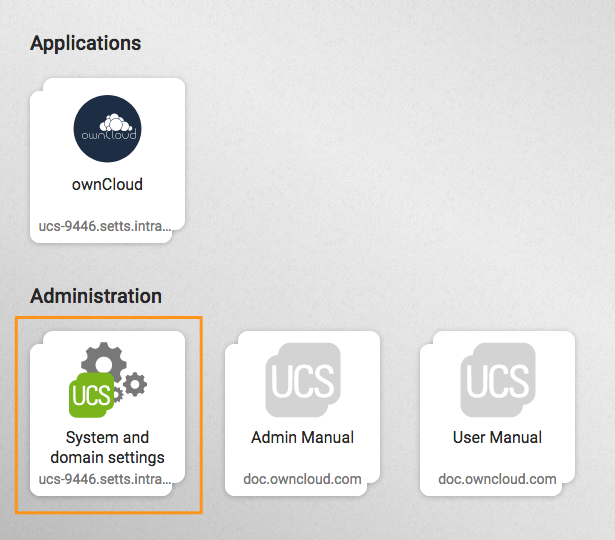 Applications
ownCloud
ownCloud
ucs-9446.setts.intra...
Administration
UCS
System and
domain settings
ucs-9446.setts.intra...
UCS
Admin Manual
doc.owncloud.com
UCS
User Manual
doc.owncloud.com